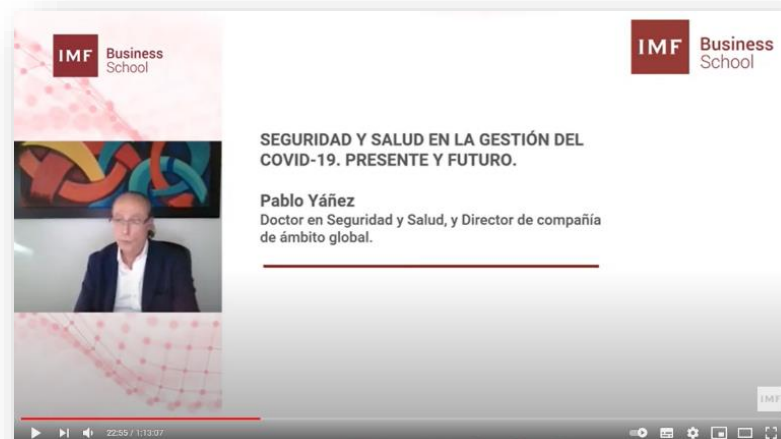 IMF Business
School
IMF Business
School
SEGURIDAD Y SALUD EN LA GESTIÓN DEL
COVID-19. PRESENTE Y FUTURO.
Pablo Yáñez
Doctor en Seguridad y Salud, y Director de compañía
de ámbito global.
IMF
22:55 / 1:13:07